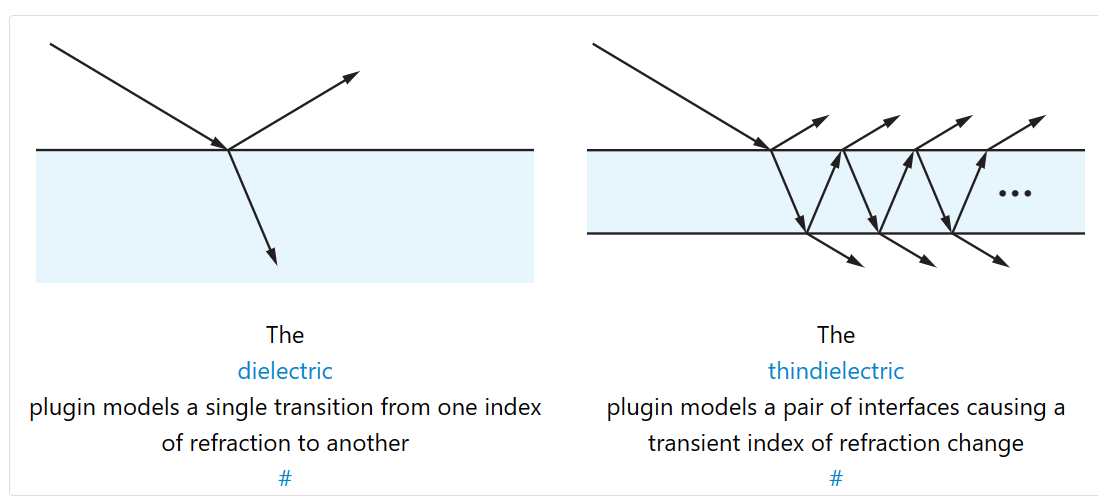 The
dielectric
plugin models a single transition from one index
of refraction to another
#
The
thindielectric
plugin models a pair of interfaces causing a
transient index of refraction change
#